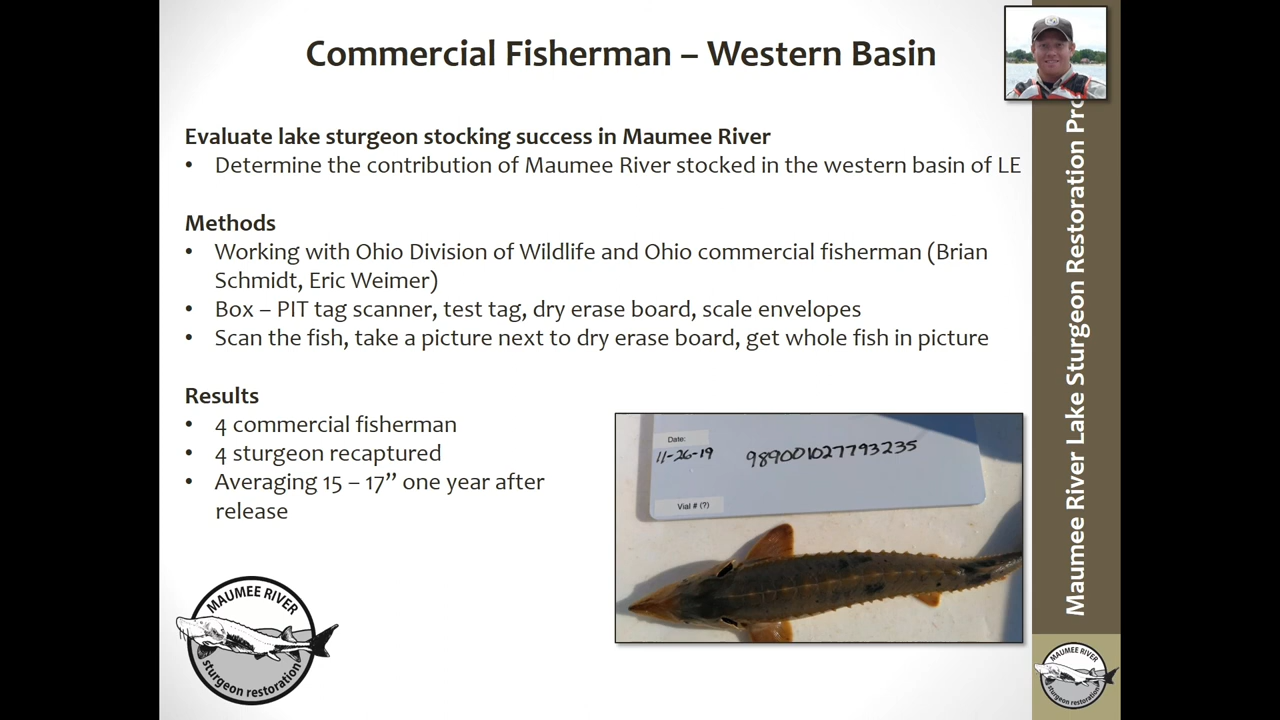 Commercial Fisherman – Western Basin
Evaluate lake sturgeon stocking success in Maumee River
• Determine the contribution of Maumee River stocked in the western basin of LE
Methods
• Working with Ohio Division of Wildlife and Ohio commercial fisherman (Brian
Schmidt, Eric Weimer)
• Box – PIT tag scanner, test tag, dry erase board, scale envelopes
• Scan the fish, take a picture next to dry erase board, get whole fish in picture
Results
• 4 commercial fisherman
• 4 sturgeon recaptured
• Averaging 15 – 17” one year after
release
Date:
11-26-19
989001027793235
Vial # (?)
MAUMEE RIVER
sturgeon restoration
Maumee River Lake Sturgeon Restoration Pro
MAUMEE RIVER
sturgeon restoration